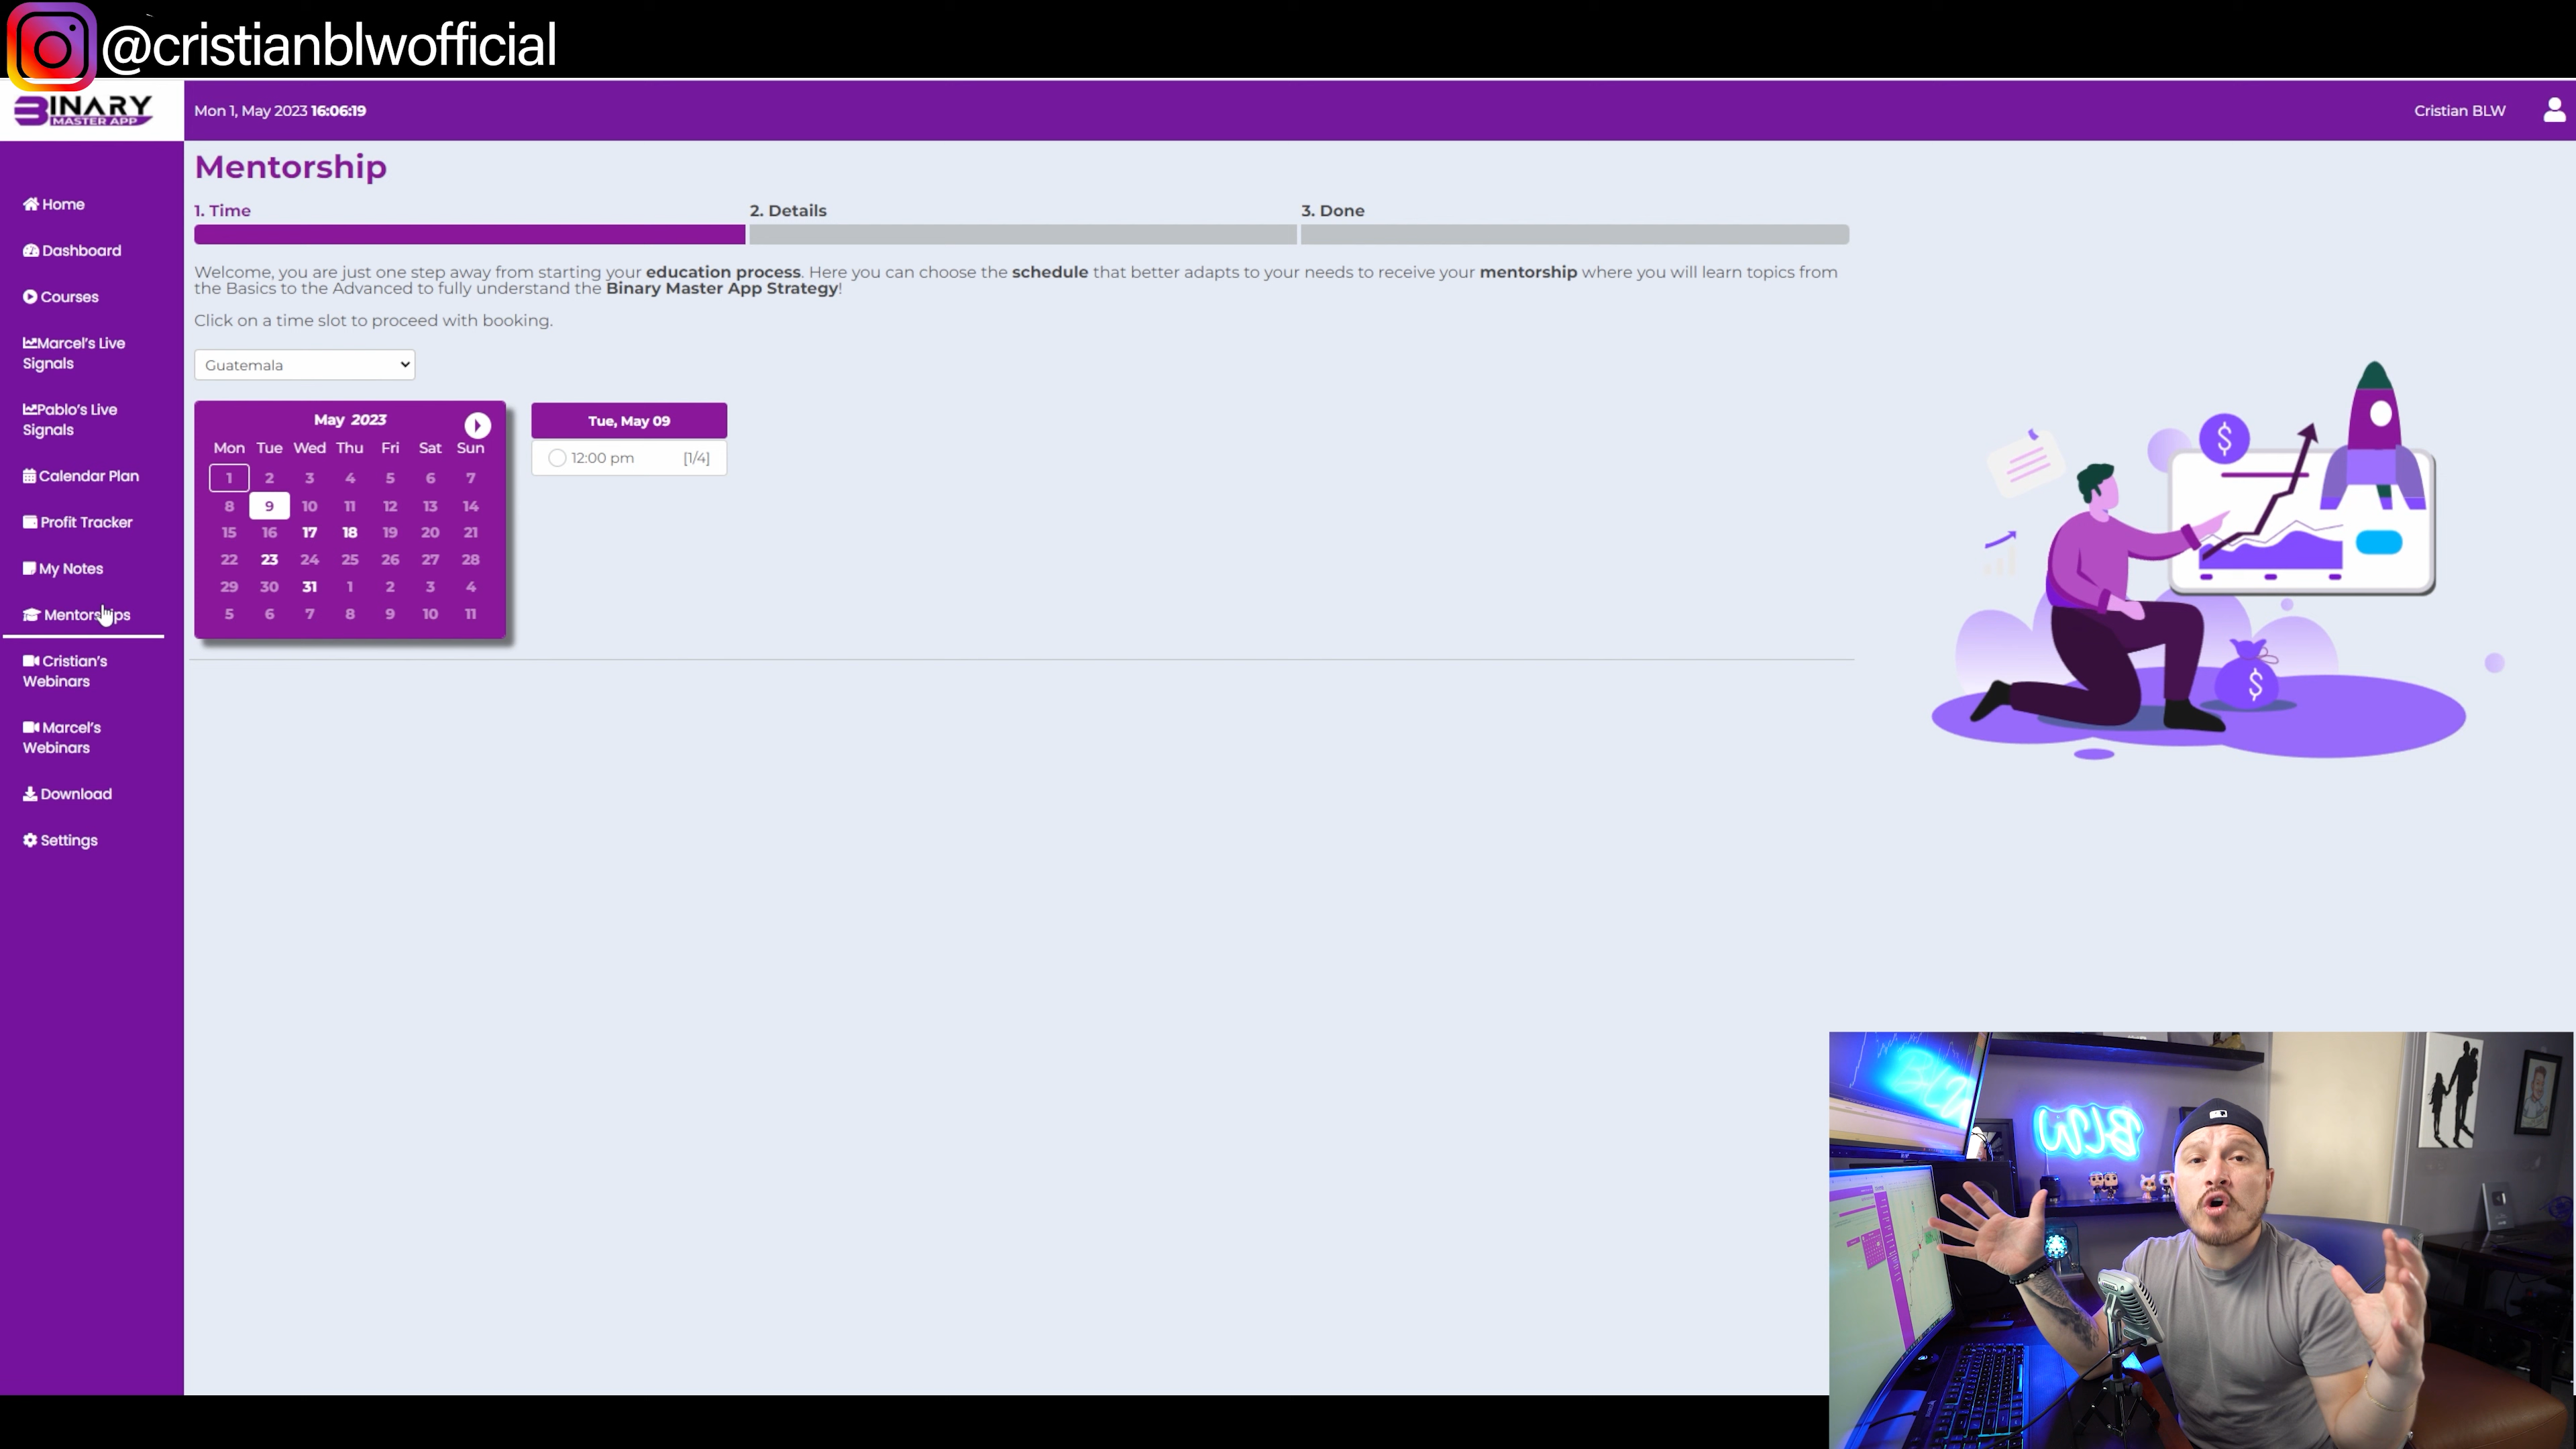 @cristianblwofficial
BINARY
MASTER APP
Mon 1, May 2023 16:06:19
Cristian BLW
Home
Dashboard
Courses
Marcel's Live
Signals
Pablo's Live
Signals
Calendar Plan
Profit Tracker
My Notes
Mentorships
Cristian's
Webinars
Marcel's
Webinars
Download
Settings
Mentorship
1. Time
2. Details
3. Done
Welcome, you are just one step away from starting your education process. Here you can choose the schedule that better adapts to your needs to receive your mentorship where you will learn topics from
the Basics to the Advanced to fully understand the Binary Master App Strategy!
Click on a time slot to proceed with booking.
Guatemala
May 2023
Mon Tue Wed Thu Fri Sat Sun
1 2 3 4 5 6 7
8 9 10 11 12 13 14
15 16 17 18 19 20 21
22 23 24 25 26 27 28
29 30 31 1 2 3 4
5 6 7 8 9 10 11
Tue, May 09
12:00 pm [1/4]
$
$
BLW